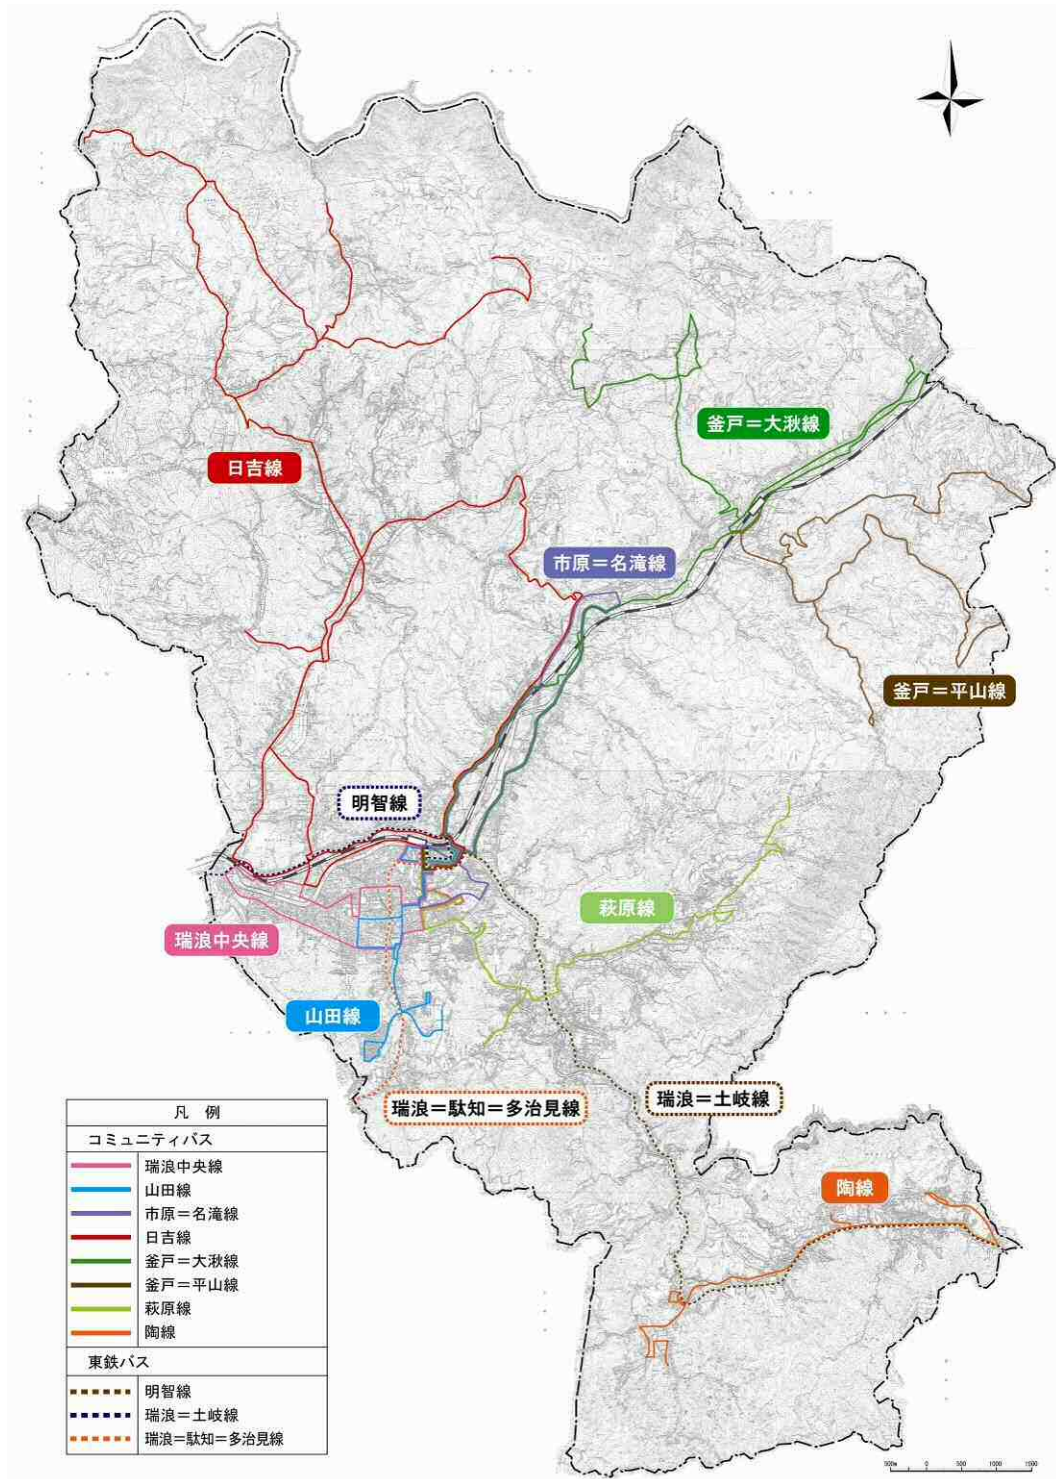 釜戸＝大湫線
日吉線
市原＝名滝線
釜戸＝平山線
明智線
萩原線
瑞浪中央線
山田線
瑞浪＝駄知＝多治見線
瑞浪＝土岐線
陶線
凡 例
コミュニティバス
瑞浪中央線
山田線
市原＝名滝線
日吉線
釜戸＝大湫線
釜戸＝平山線
萩原線
陶線
東鉄バス
明智線
瑞浪＝土岐線
瑞浪＝駄知＝多治見線
500m 0 500 1000 1500